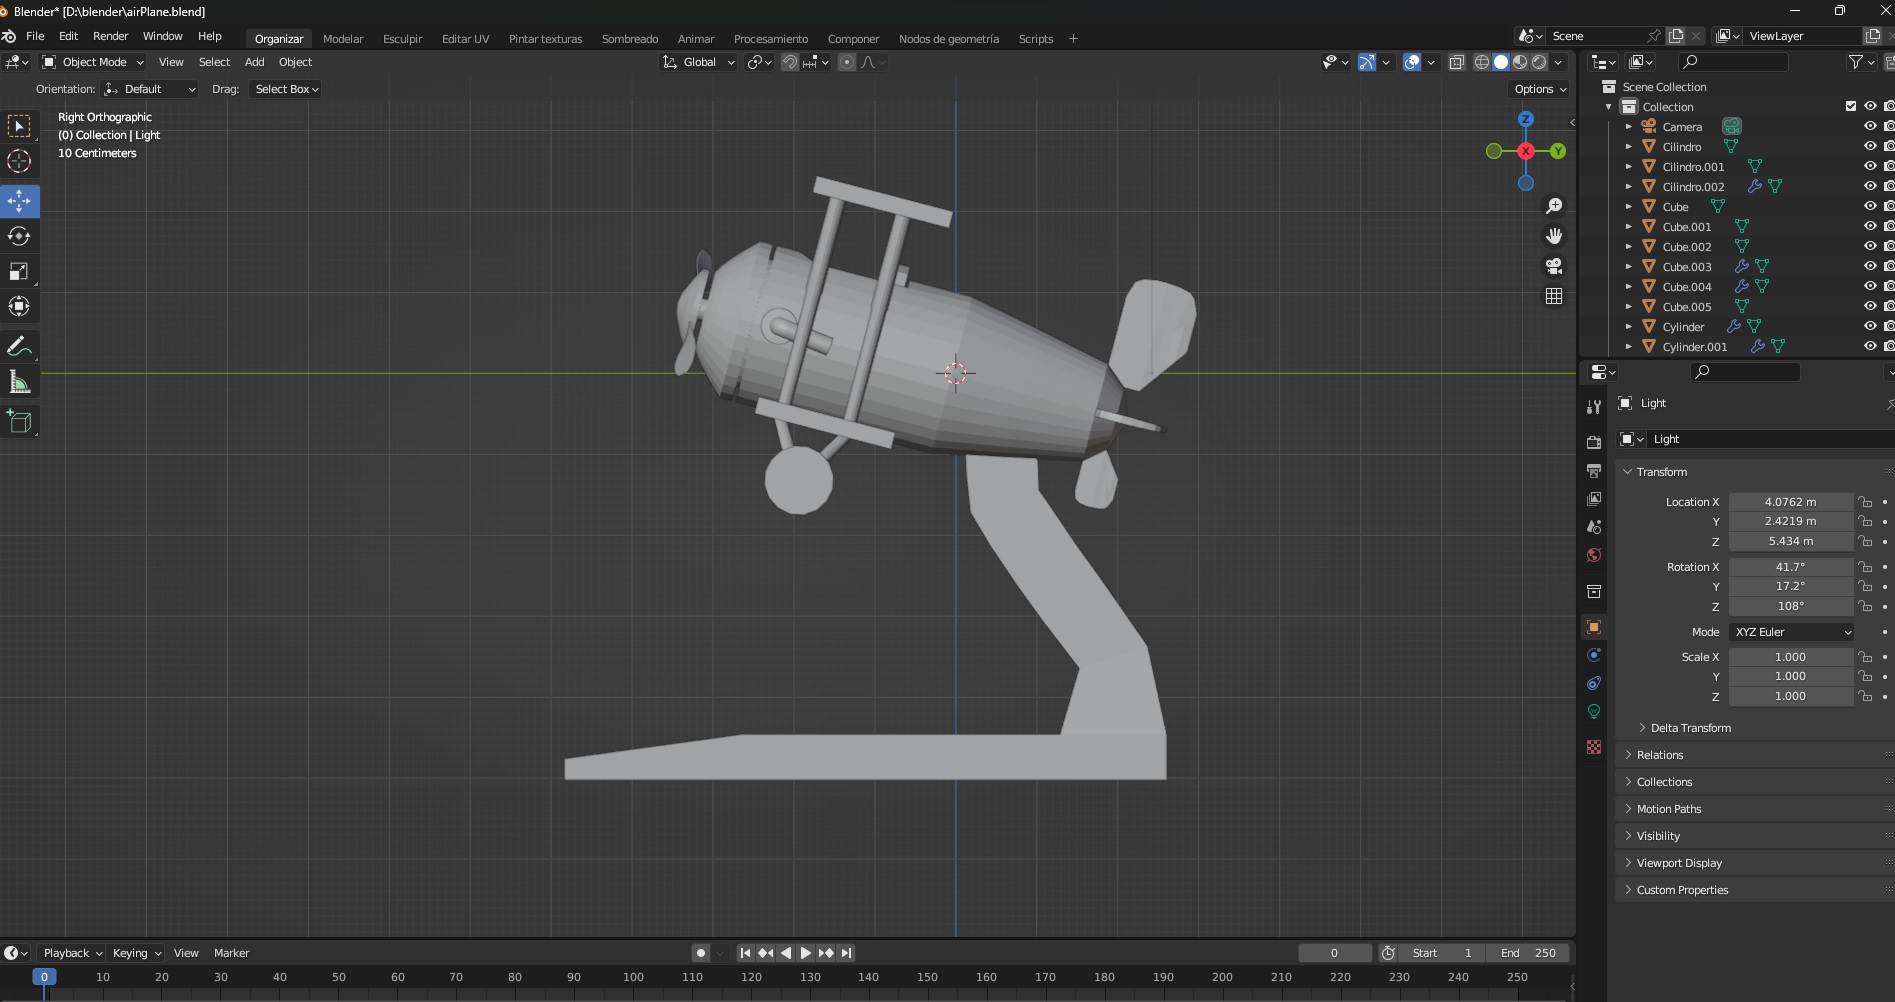 Blender* [D:\blender\airPlane.blend]
File Edit Render Window Help Organizar Modelar Esculpir Editar UV Pintar texturas Sombreado Animar Procesamiento Componer Nodos de geometría Scripts + Scene ViewLayer
Object Mode View Select Add Object Global
Orientation: Default Drag: Select Box Options
Right Orthographic
(0) Collection | Light
10 Centimeters
Z
X Y
Scene Collection
Collection
Camera
Cilindro
Cilindro.001
Cilindro.002
Cube
Cube.001
Cube.002
Cube.003
Cube.004
Cube.005
Cylinder
Cylinder.001
Light
Light
Transform
Location X 4.0762 m
Y 2.4219 m
Z 5.434 m
Rotation X 41.7°
Y 17.2°
Z 108°
Mode XYZ Euler
Scale X 1.000
Y 1.000
Z 1.000
Delta Transform
Relations
Collections
Motion Paths
Visibility
Viewport Display
Custom Properties
Playback Keying View Marker 0 Start 1 End 250
0 10 20 30 40 50 60 70 80 90 100 110 120 130 140 150 160 170 180 190 200 210 220 230 240 250